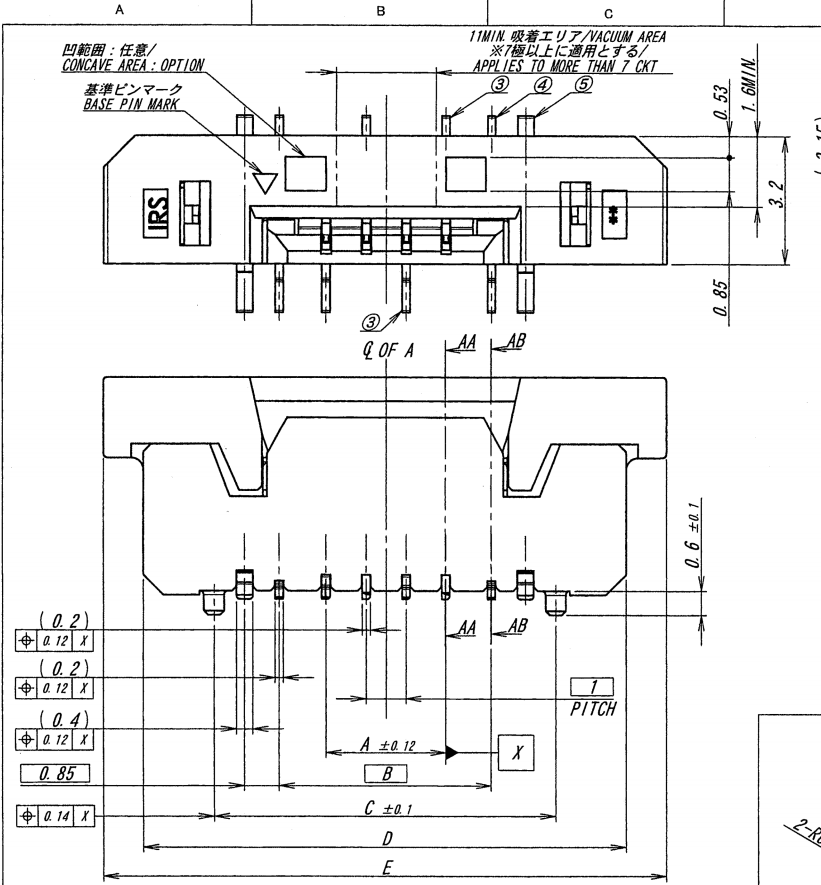 A
B
C
凹範囲：任意/
CONCAVE AREA : OPTION
基準ピンマーク
BASE PIN MARK
11MIN. 吸着エリア/VACUUM AREA
※7極以上に適用とする/
APPLIES TO MORE THAN 7 CKT
③
④
⑤
0.53
1.6MIN.
3.2
0.85
IRS
**
③
℄ OF A
AA
AB
0.6 ±0.1
AA
AB
(0.2)
⌖ 0.12 X
(0.2)
⌖ 0.12 X
(0.4)
⌖ 0.12 X
0.85
⌖ 0.14 X
1
PITCH
A ±0.12
X
B
C ±0.1
D
E